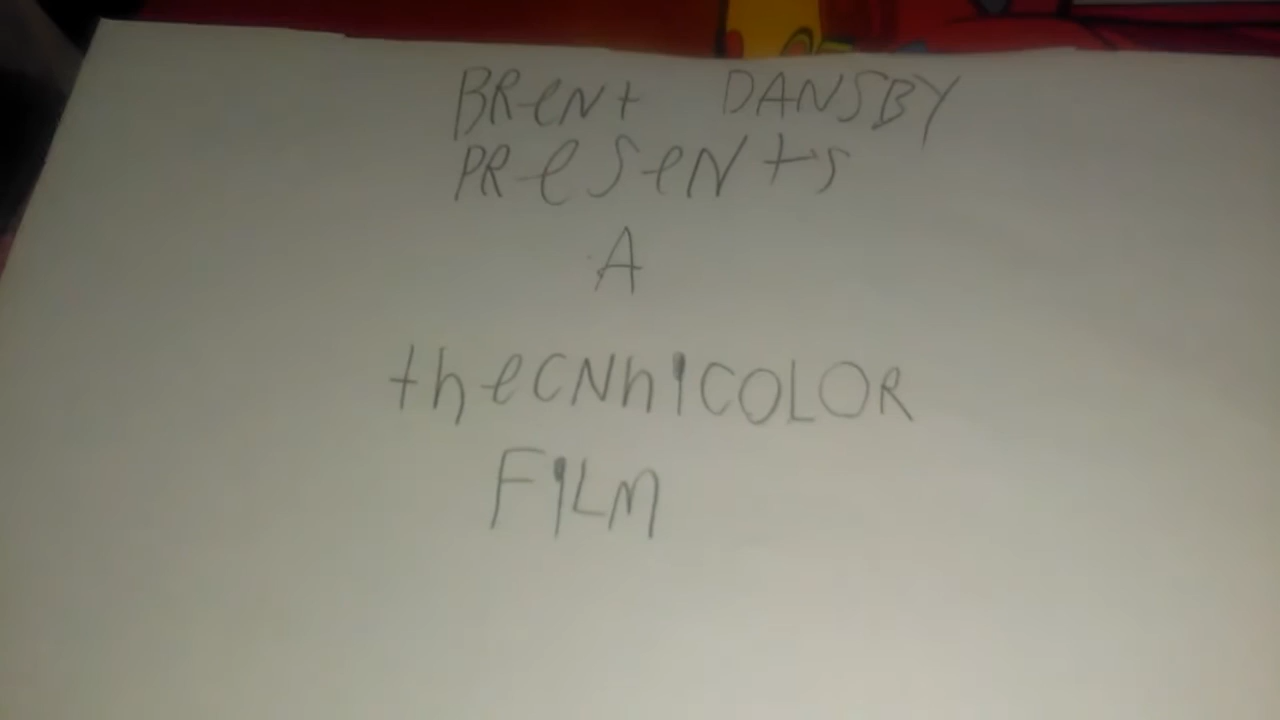 BReNt DANSBY
PReSeNts
A
theCNhiCOLOR
FiLm